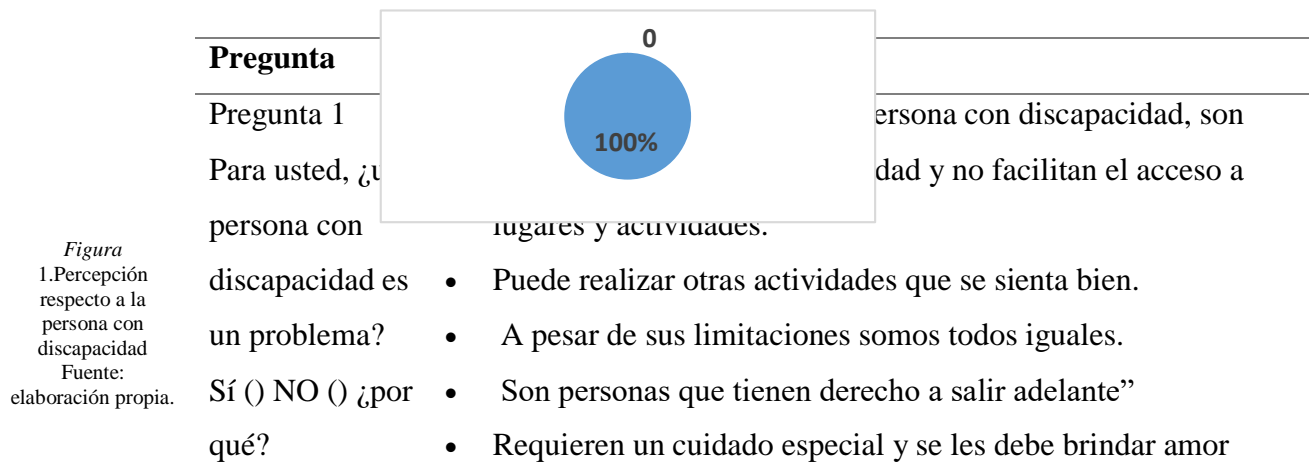 0
100%
Pregunta
Pregunta 1
ersona con discapacidad, son
Para usted, ¿u
dad y no facilitan el acceso a
persona con
lugares y actividades.
discapacidad es
• Puede realizar otras actividades que se sienta bien.
un problema?
• A pesar de sus limitaciones somos todos iguales.
Sí () NO () ¿por
• Son personas que tienen derecho a salir adelante”
qué?
• Requieren un cuidado especial y se les debe brindar amor
Figura
1.Percepción
respecto a la
persona con
discapacidad
Fuente:
elaboración propia.